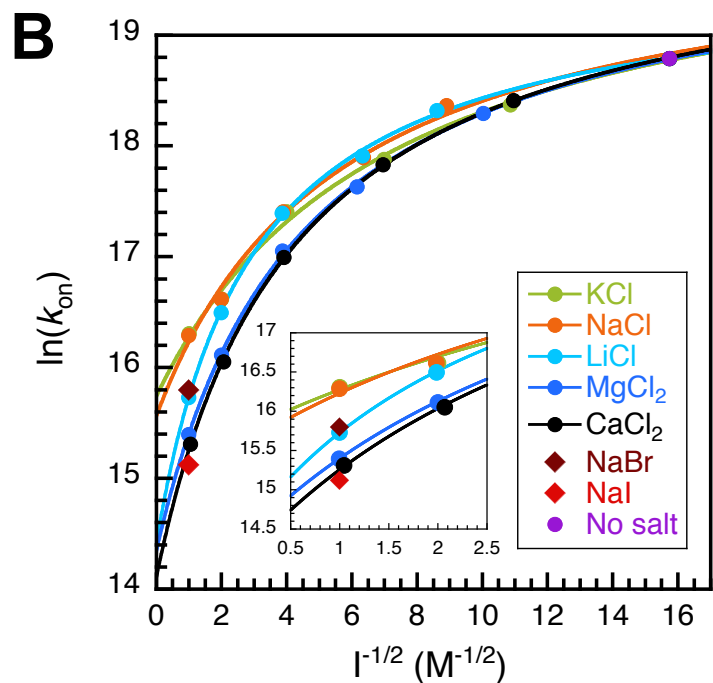 B
19
18
17
16
15
14
ln(kon)
KCl
NaCl
LiCl
MgCl2
CaCl2
NaBr
NaI
No salt
17
16.5
16
15.5
15
14.5
0.5 1 1.5 2 2.5
0 2 4 6 8 10 12 14 16
I-1/2 (M-1/2)